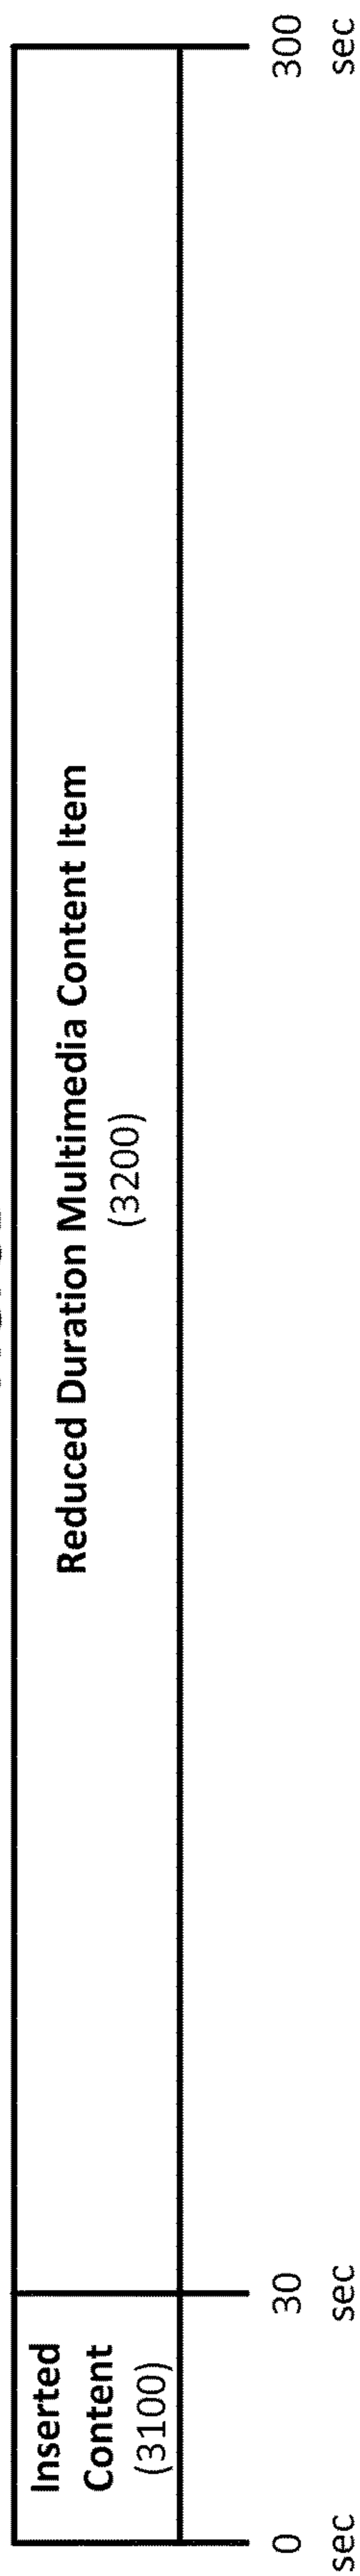 Inserted
Content
(3100)
Reduced Duration Multimedia Content Item
(3200)
0
sec
30
sec
300
sec